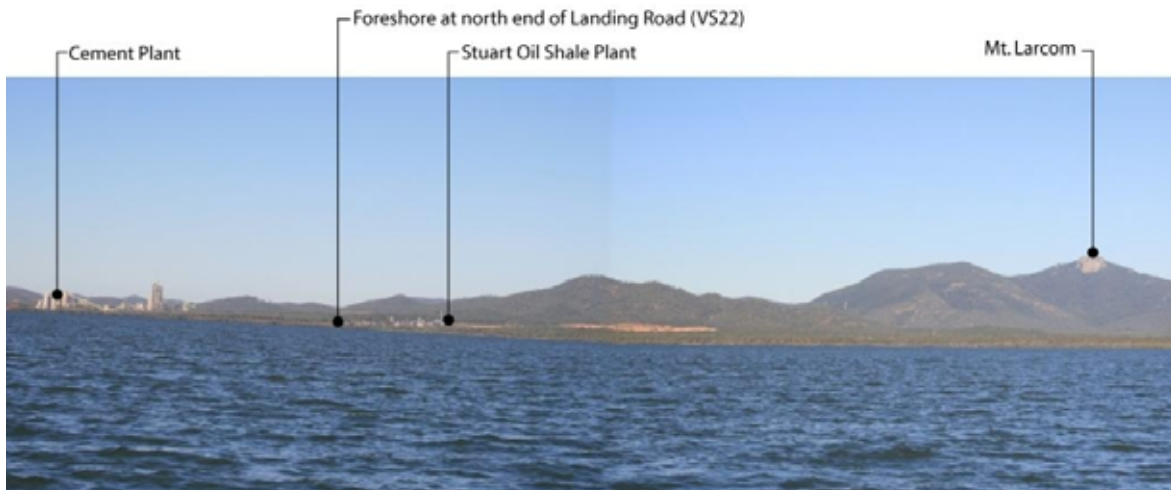 Foreshore at north end of Landing Road (VS22)
Cement Plant
Stuart Oil Shale Plant
Mt. Larcom